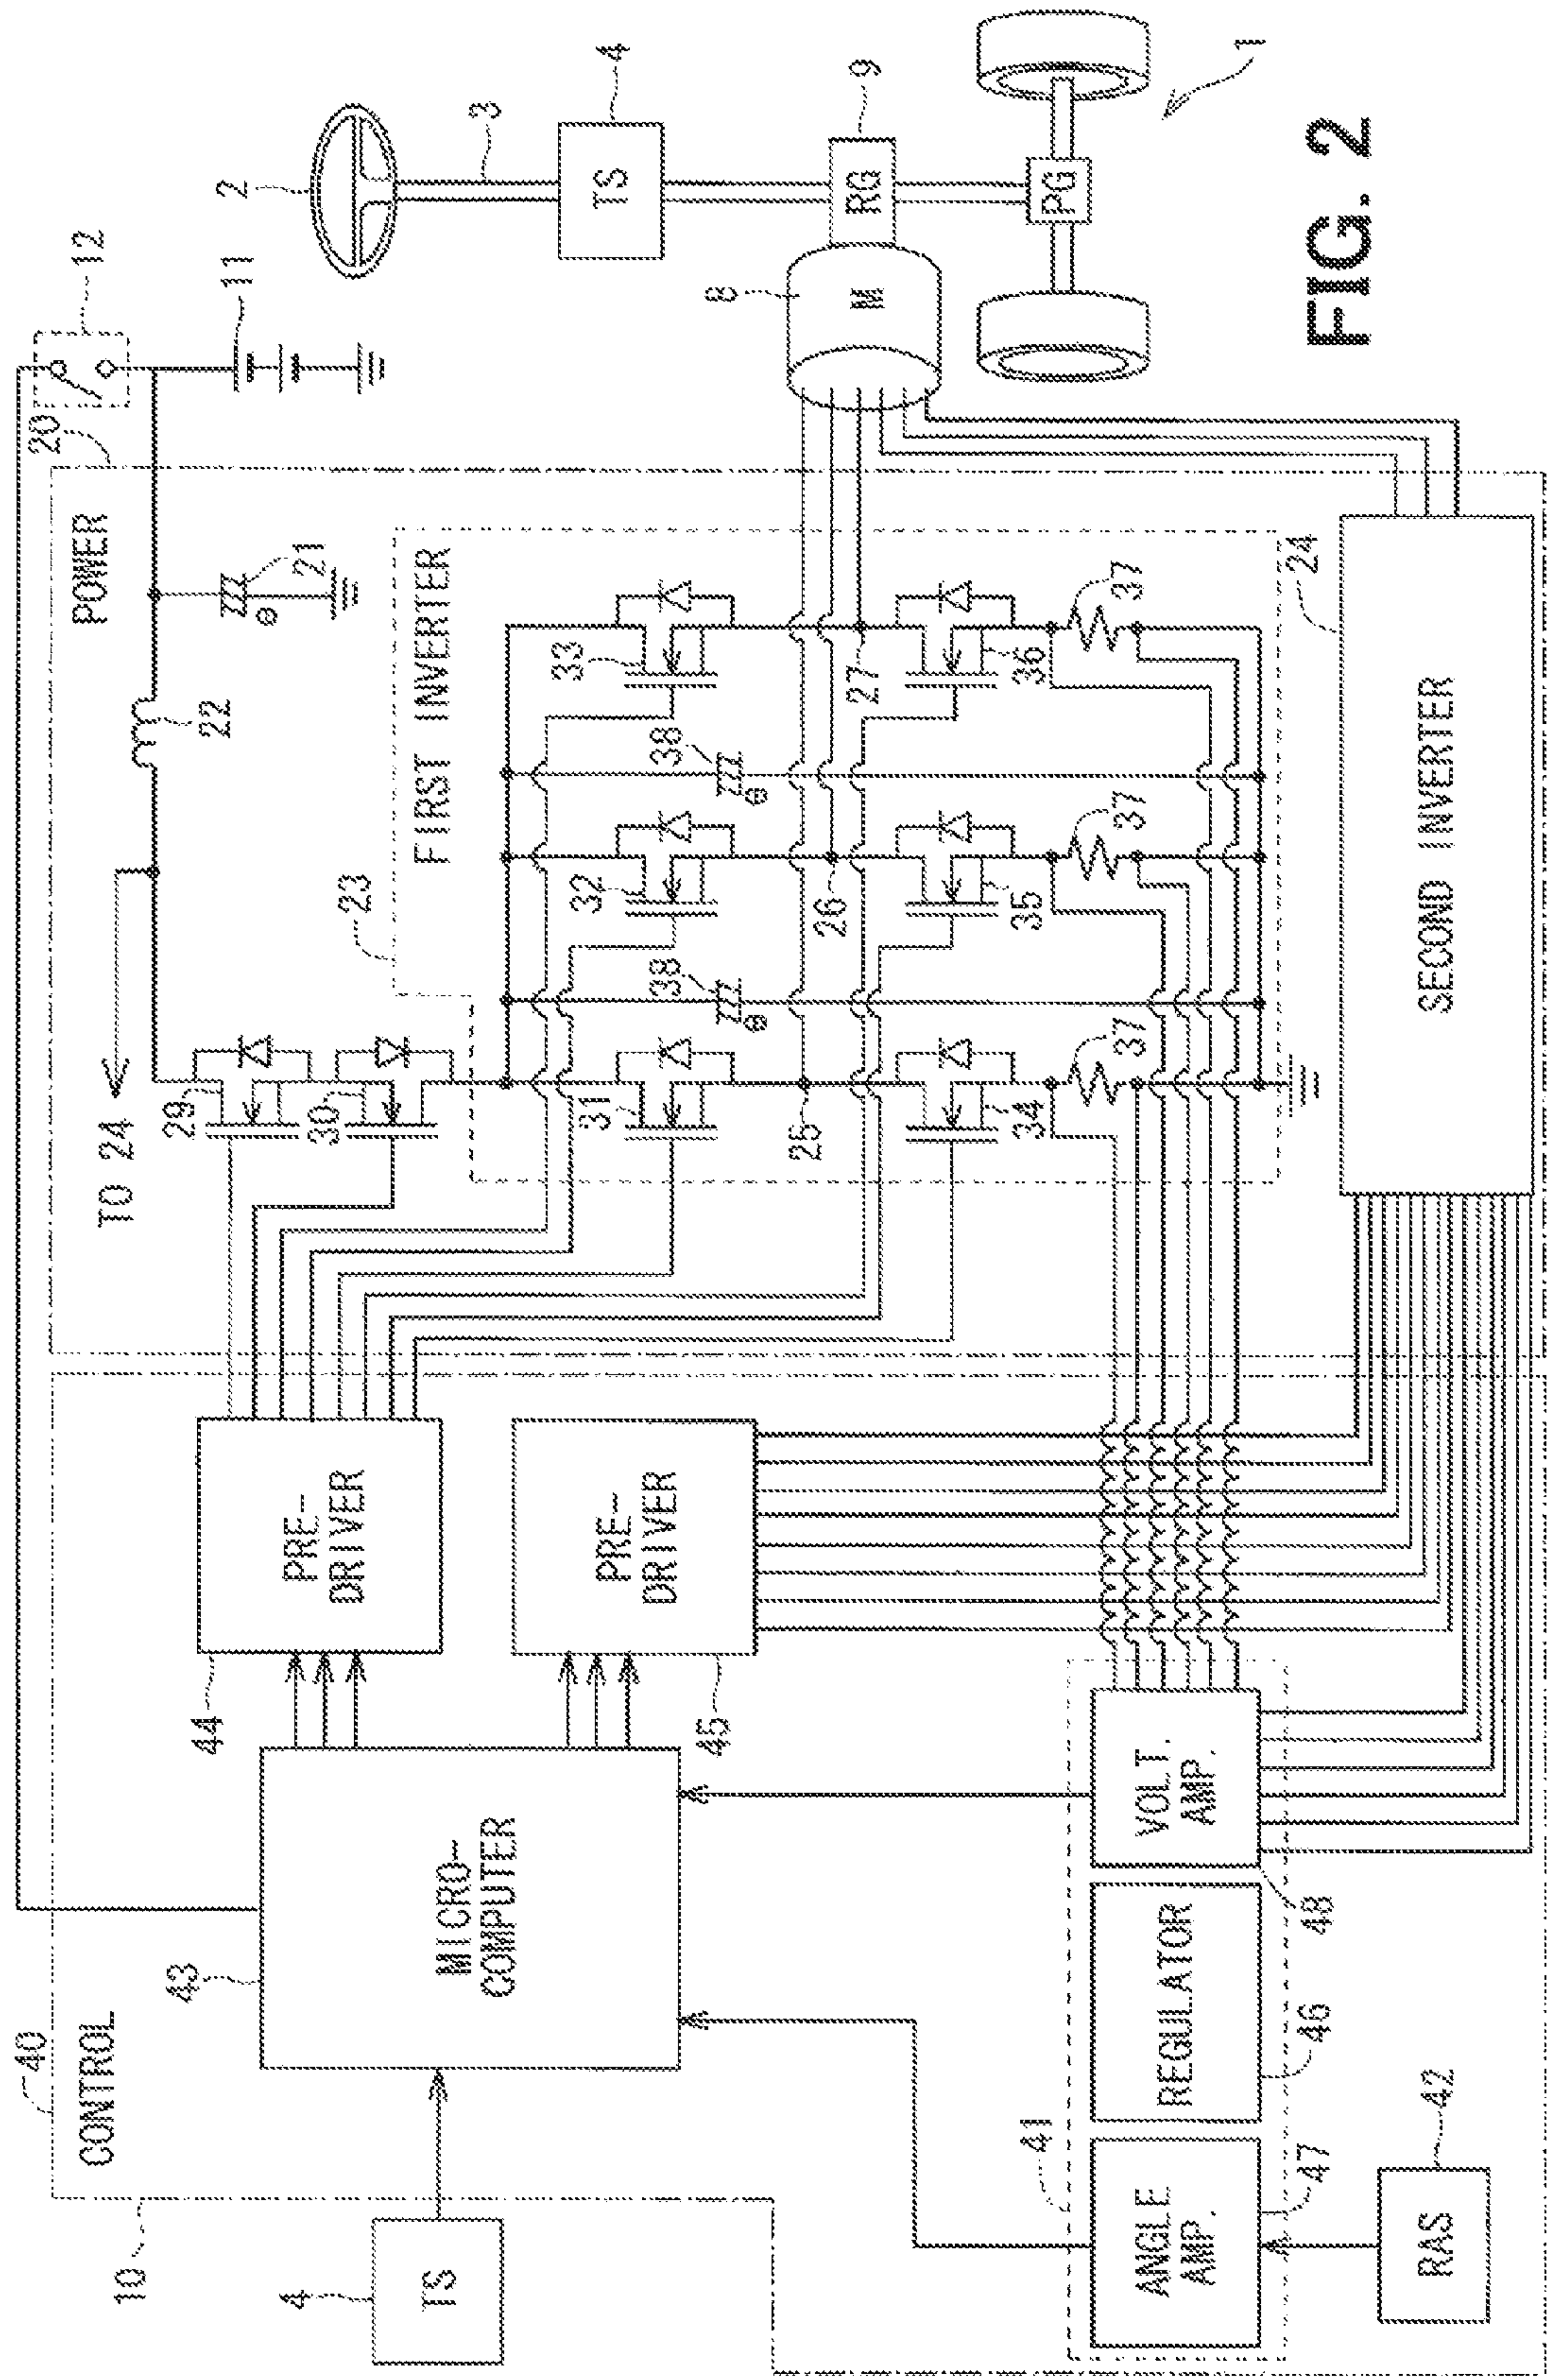 FIG. 2
40
CONTROL
10
4
TS
43
MICRO-
COMPUTER
44
PRE-
DRIVER
45
PRE-
DRIVER
41
ANGLE
AMP.
47
REGULATOR
46
VOLT.
AMP.
48
RAS
42
20
POWER
TO 24
22
21
12
11
29
30
23
FIRST INVERTER
31
32
33
38
38
25
26
27
34
35
36
37
37
37
24
SECOND INVERTER
2
3
4
TS
8
M
9
RG
PG
1